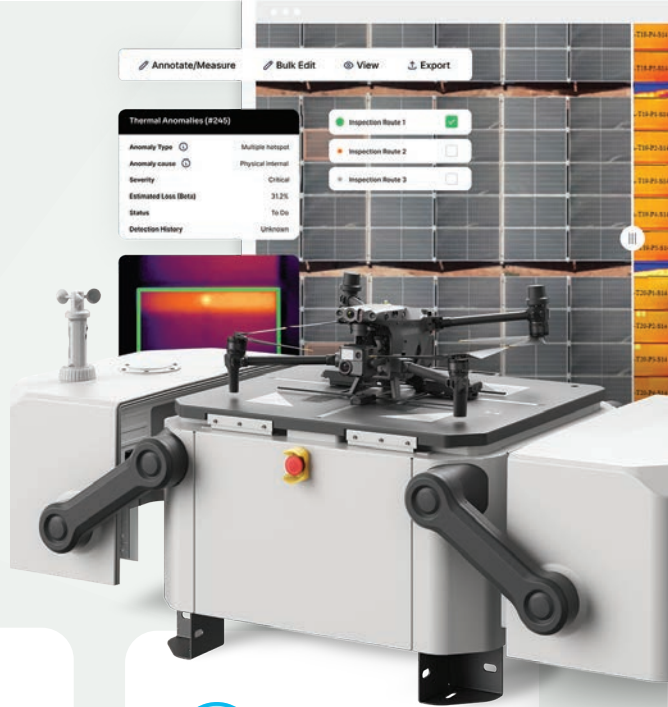 Annotate/Measure
Bulk Edit
View
Export
Thermal Anomalies (#245)
Anomaly Type Multiple hotspot
Anomaly cause Physical Internal
Severity Critical
Estimated Loss (Beta) 31.2%
Status To Do
Detection History Unknown
Inspection Route 1
Inspection Route 2
Inspection Route 3